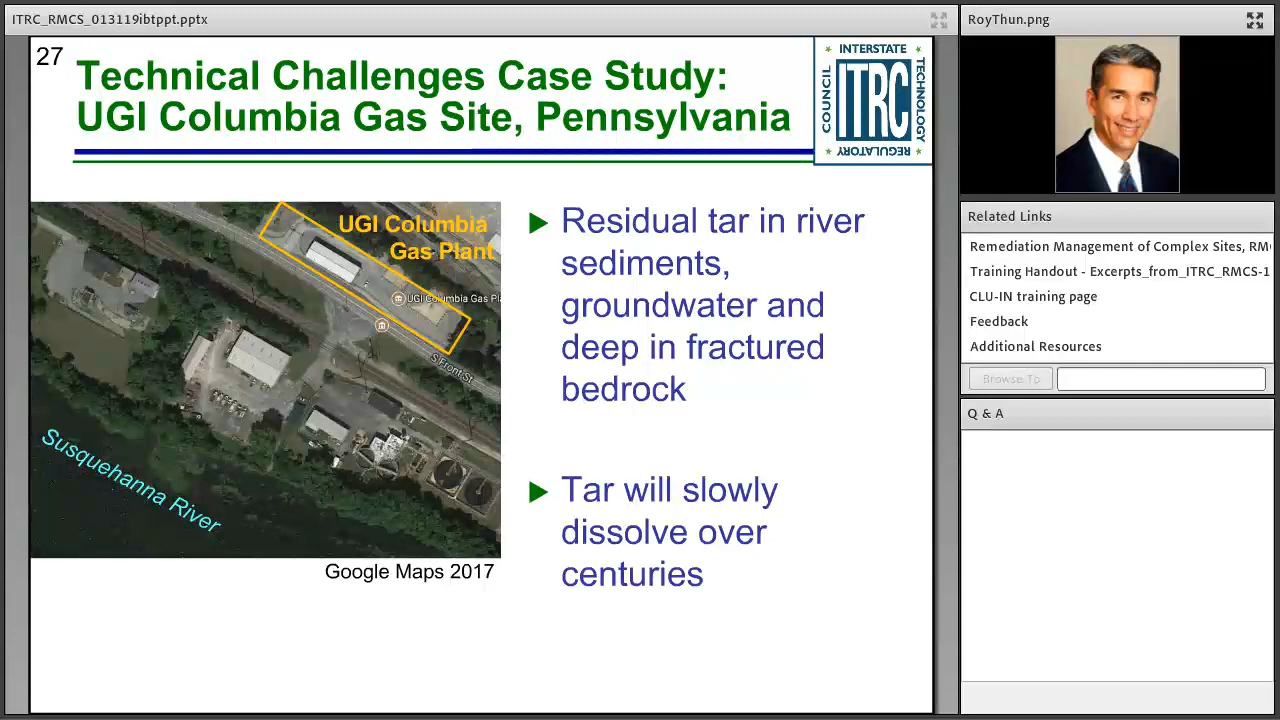 ITRC_RMCS_013119ibtppt.pptx
27
Technical Challenges Case Study:
UGI Columbia Gas Site, Pennsylvania
INTERSTATE
COUNCIL
ITRC
TECHNOLOGY
REGULATORY
UGI Columbia
Gas Plant
UGI Columbia Gas Pla
S Front St
Susquehanna River
Google Maps 2017
Residual tar in river
sediments,
groundwater and
deep in fractured
bedrock
Tar will slowly
dissolve over
centuries
RoyThun.png
Related Links
Remediation Management of Complex Sites, RM
Training Handout - Excerpts_from_ITRC_RMCS-1
CLU-IN training page
Feedback
Additional Resources
Browse To
Q & A